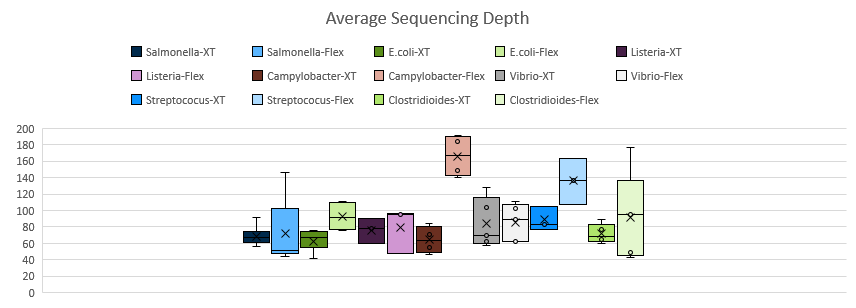 Average Sequencing Depth
Salmonella-XT Salmonella-Flex E.coli-XT E.coli-Flex Listeria-XT
Listeria-Flex Campylobacter-XT Campylobacter-Flex Vibrio-XT Vibrio-Flex
Streptococus-XT Streptococus-Flex Clostridioides-XT Clostridioides-Flex
200
180
160
140
120
100
80
60
40
20
0